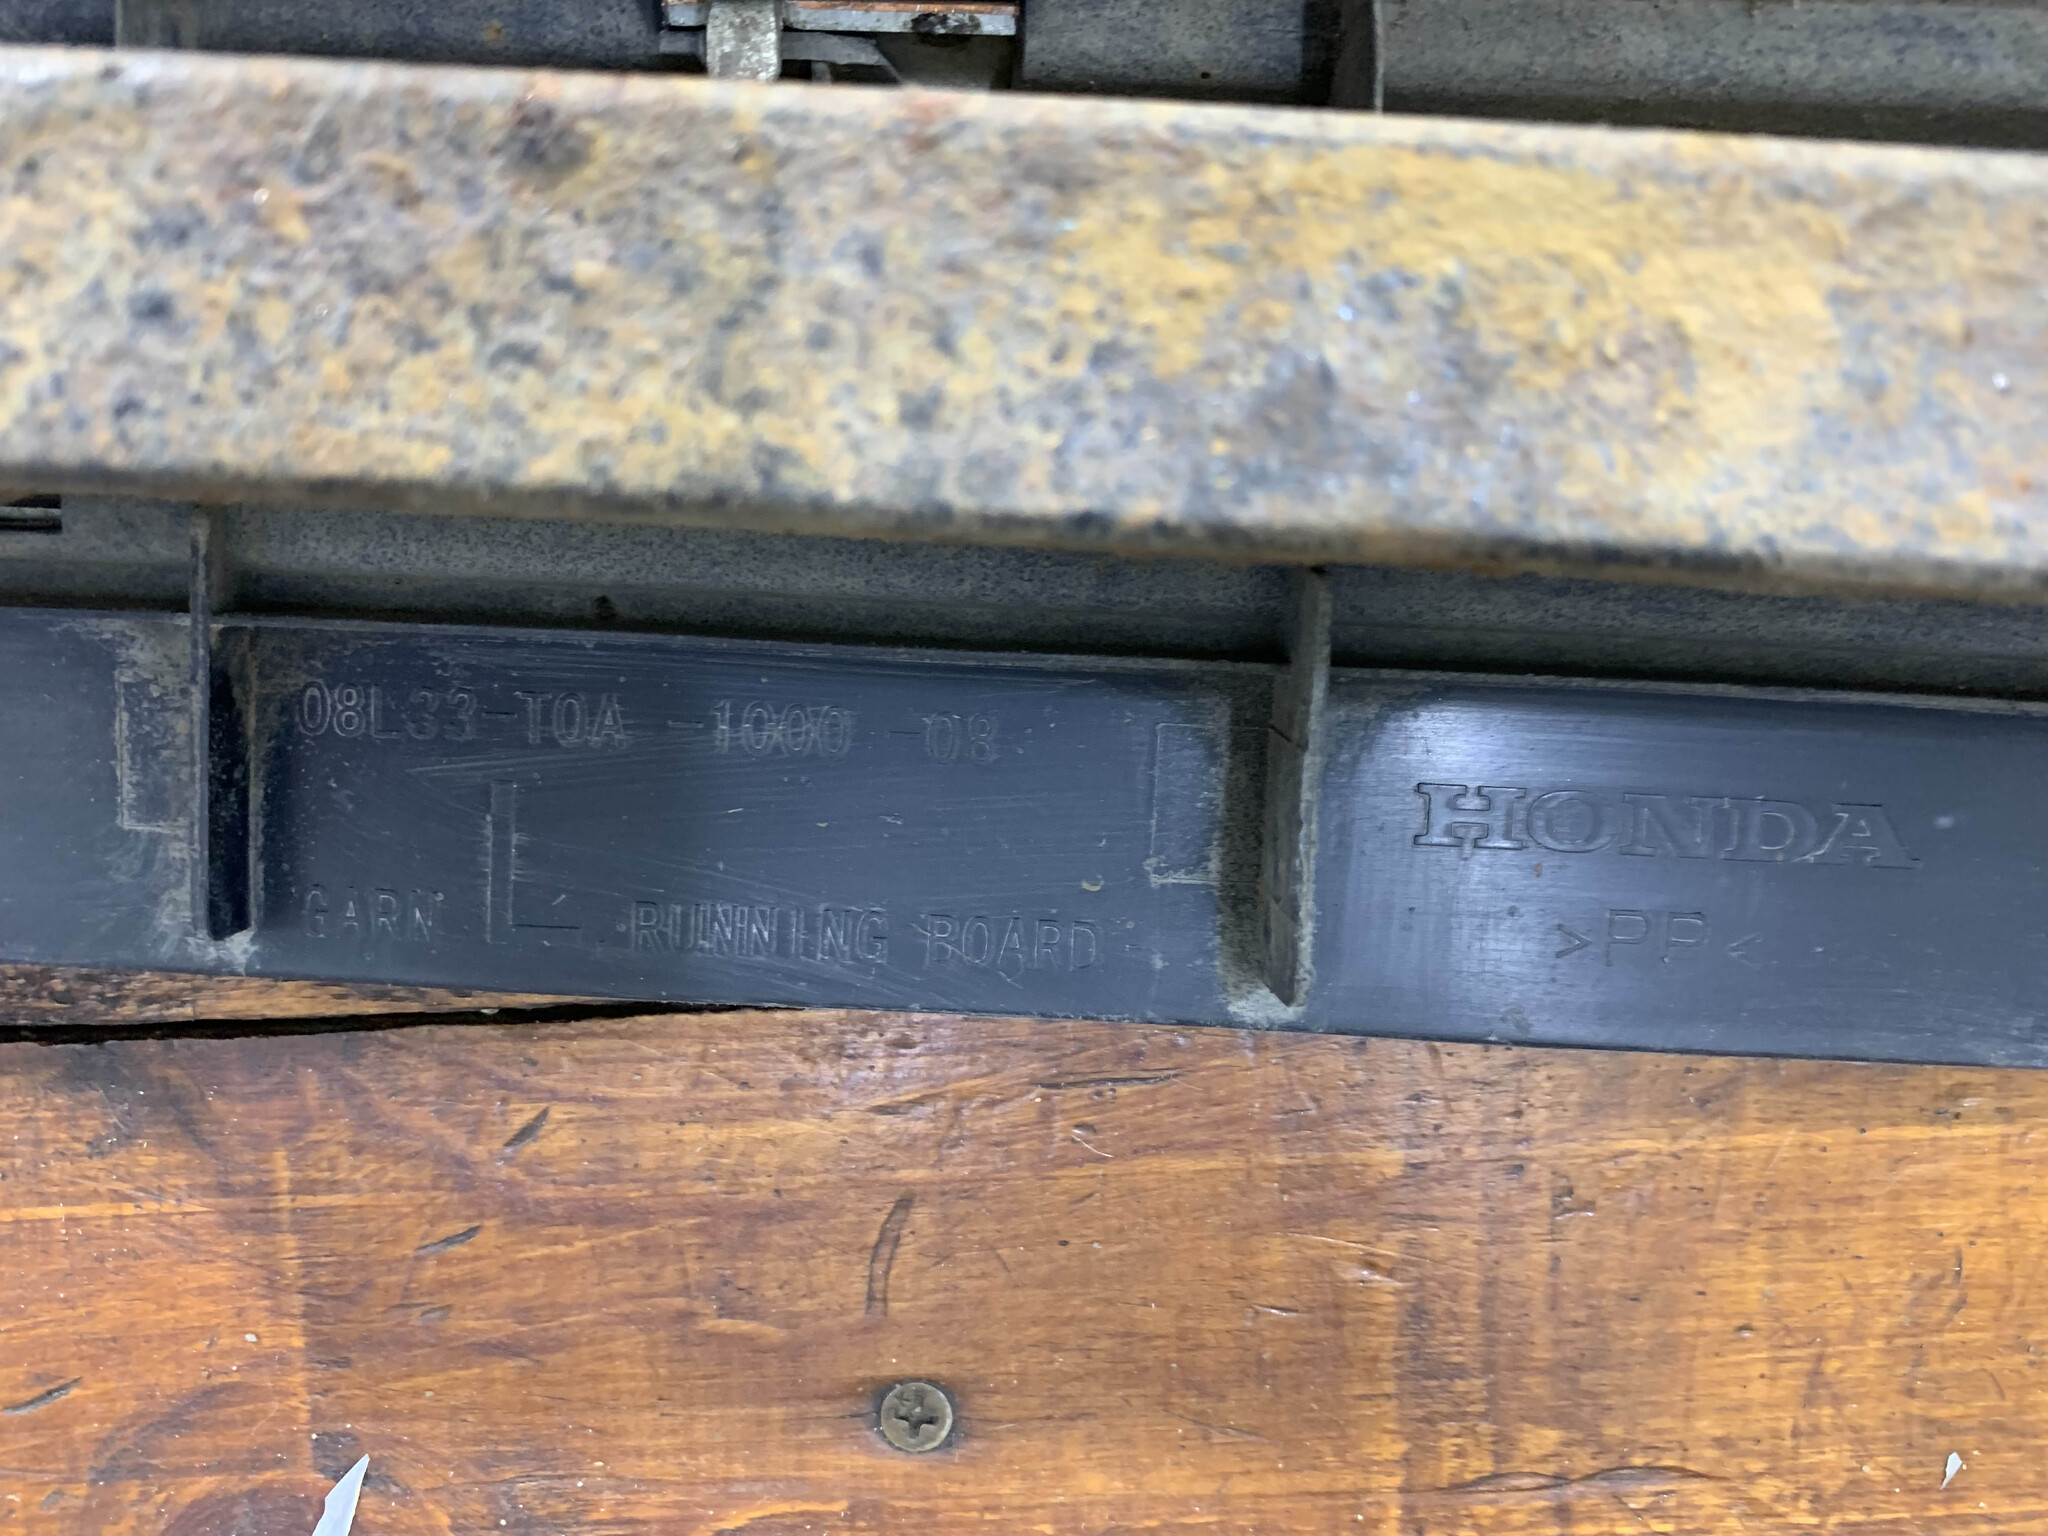 08L33-T0A -1000 -08
GARN L RUNNING BOARD
HONDA
>PP<